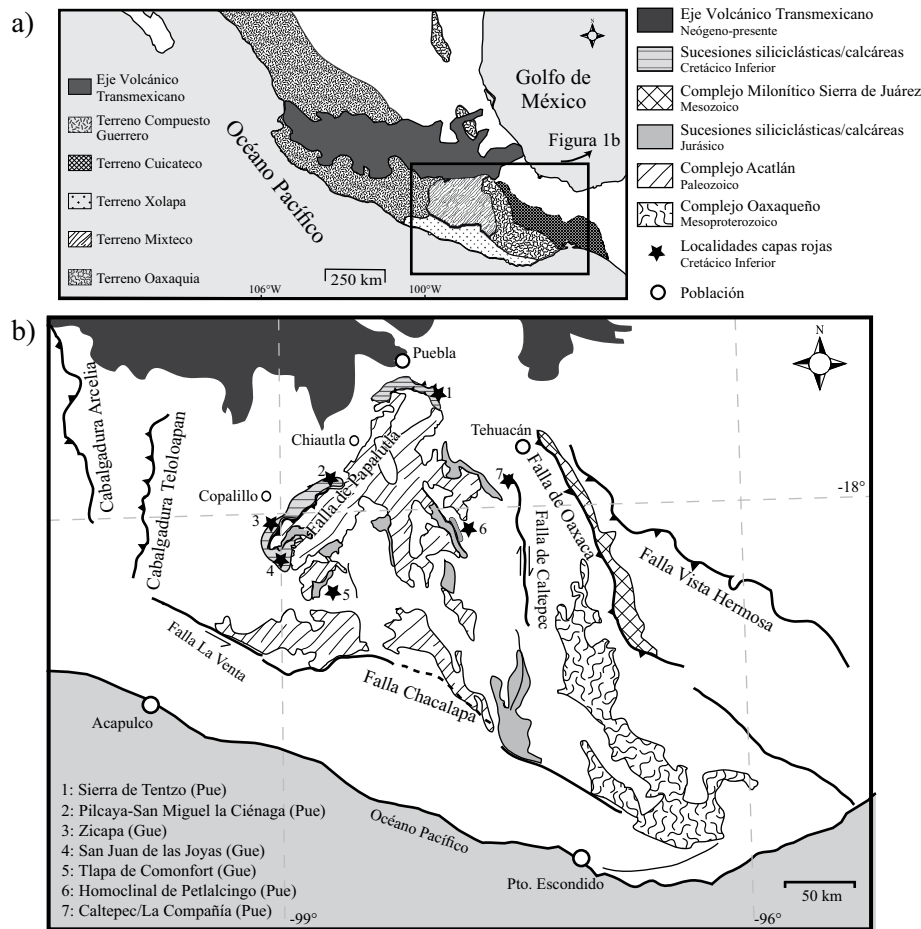 a)
N
Golfo de
México
Figura 1b
Océano Pacífico
Eje Volcánico
Transmexicano
Terreno Compuesto
Guerrero
Terreno Cuicateco
Terreno Xolapa
Terreno Mixteco
Terreno Oaxaquia
250 km
106°W
100°W
Eje Volcánico Transmexicano
Neógeno-presente
Sucesiones siliciclásticas/calcáreas
Cretácico Inferior
Complejo Milonítico Sierra de Juárez
Mesozoico
Sucesiones siliciclásticas/calcáreas
Jurásico
Complejo Acatlán
Paleozoico
Complejo Oaxaqueño
Mesoproterozoico
Localidades capas rojas
Cretácico Inferior
Población
b)
N
Puebla
1
Cabalgadura Arcelia
Cabalgadura Teloloapan
Chiautla
Tehuacán
2
Falla de Papalutla
7
Falla de Oaxaca
-18°
Copalillo
3
6
Falla de Caltepec
Falla Vista Hermosa
4
5
Falla La Venta
Falla Chacalapa
Acapulco
1: Sierra de Tentzo (Pue)
2: Pilcaya-San Miguel la Ciénaga (Pue)
3: Zicapa (Gue)
4: San Juan de las Joyas (Gue)
5: Tlapa de Comonfort (Gue)
6: Homoclinal de Petlalcingo (Pue)
7: Caltepec/La Compañía (Pue)
Océano Pacífico
Pto. Escondido
50 km
-99°
-96°